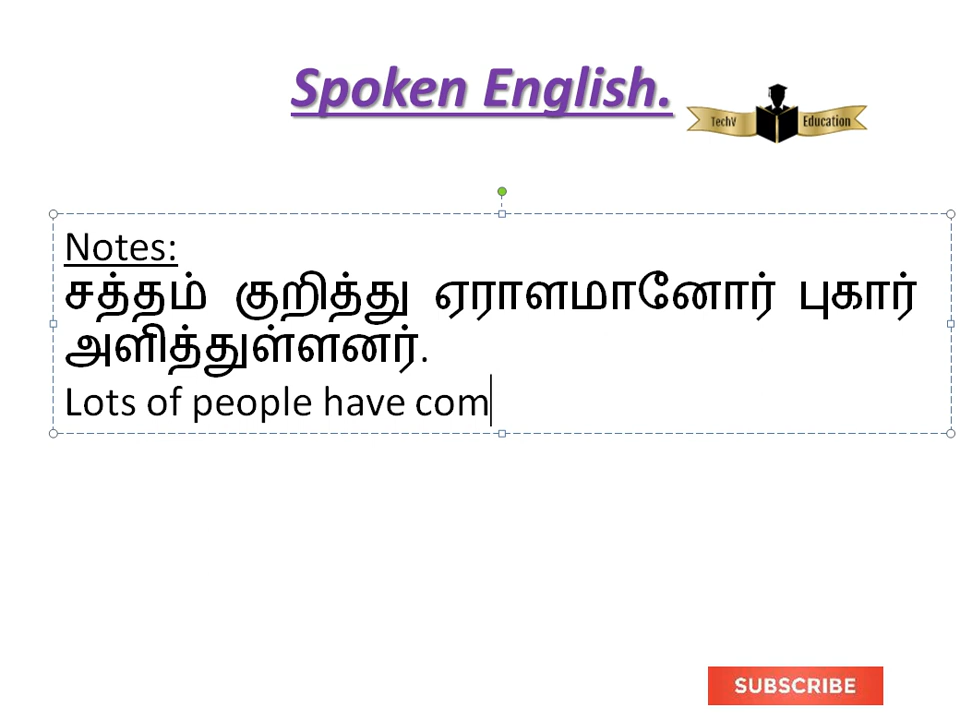 Spoken English.
TechV Education
Notes:
சத்தம் குறித்து ஏராளமானோர் புகார்
அளித்துள்ளனர்.
Lots of people have com
SUBSCRIBE